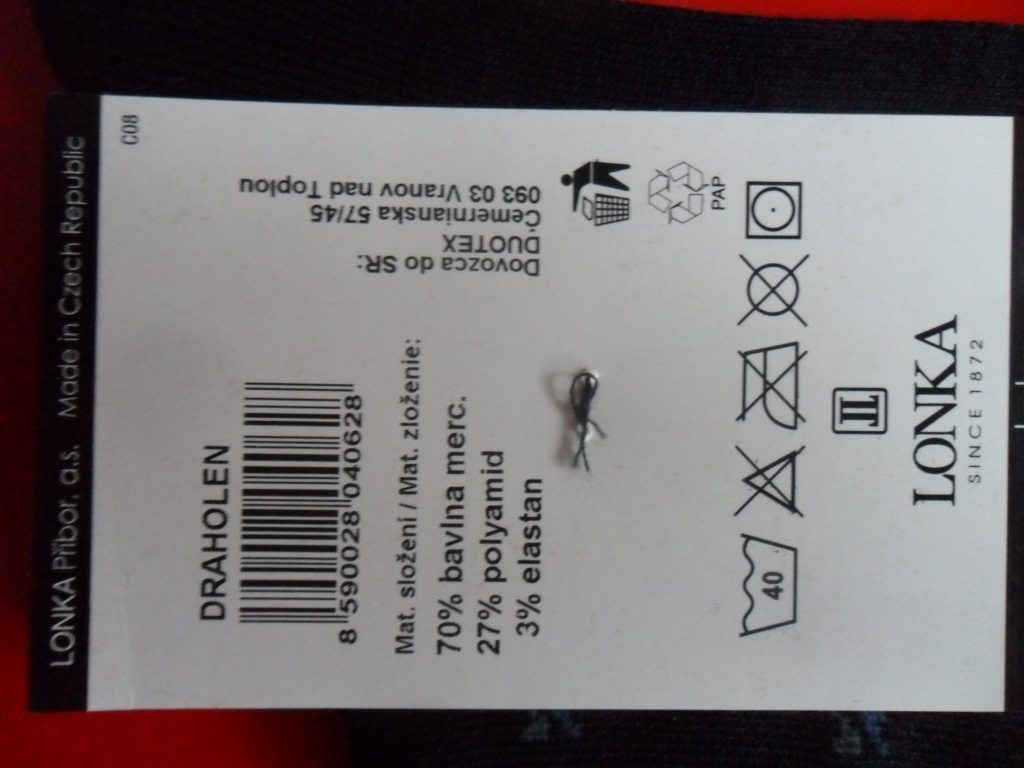 LONKA Příbor, a.s. Made in Czech Republic
C08
DRAHOLEN
8 590028 040628
Mat. složení / Mat. zloženie:
70% bavlna merc.
27% polyamid
3% elastan
Dovozca do SR:
DUOTEX
Čemernianska 57/45
093 03 Vranov nad Topľou
PAP
40
LONKA
SINCE 1872